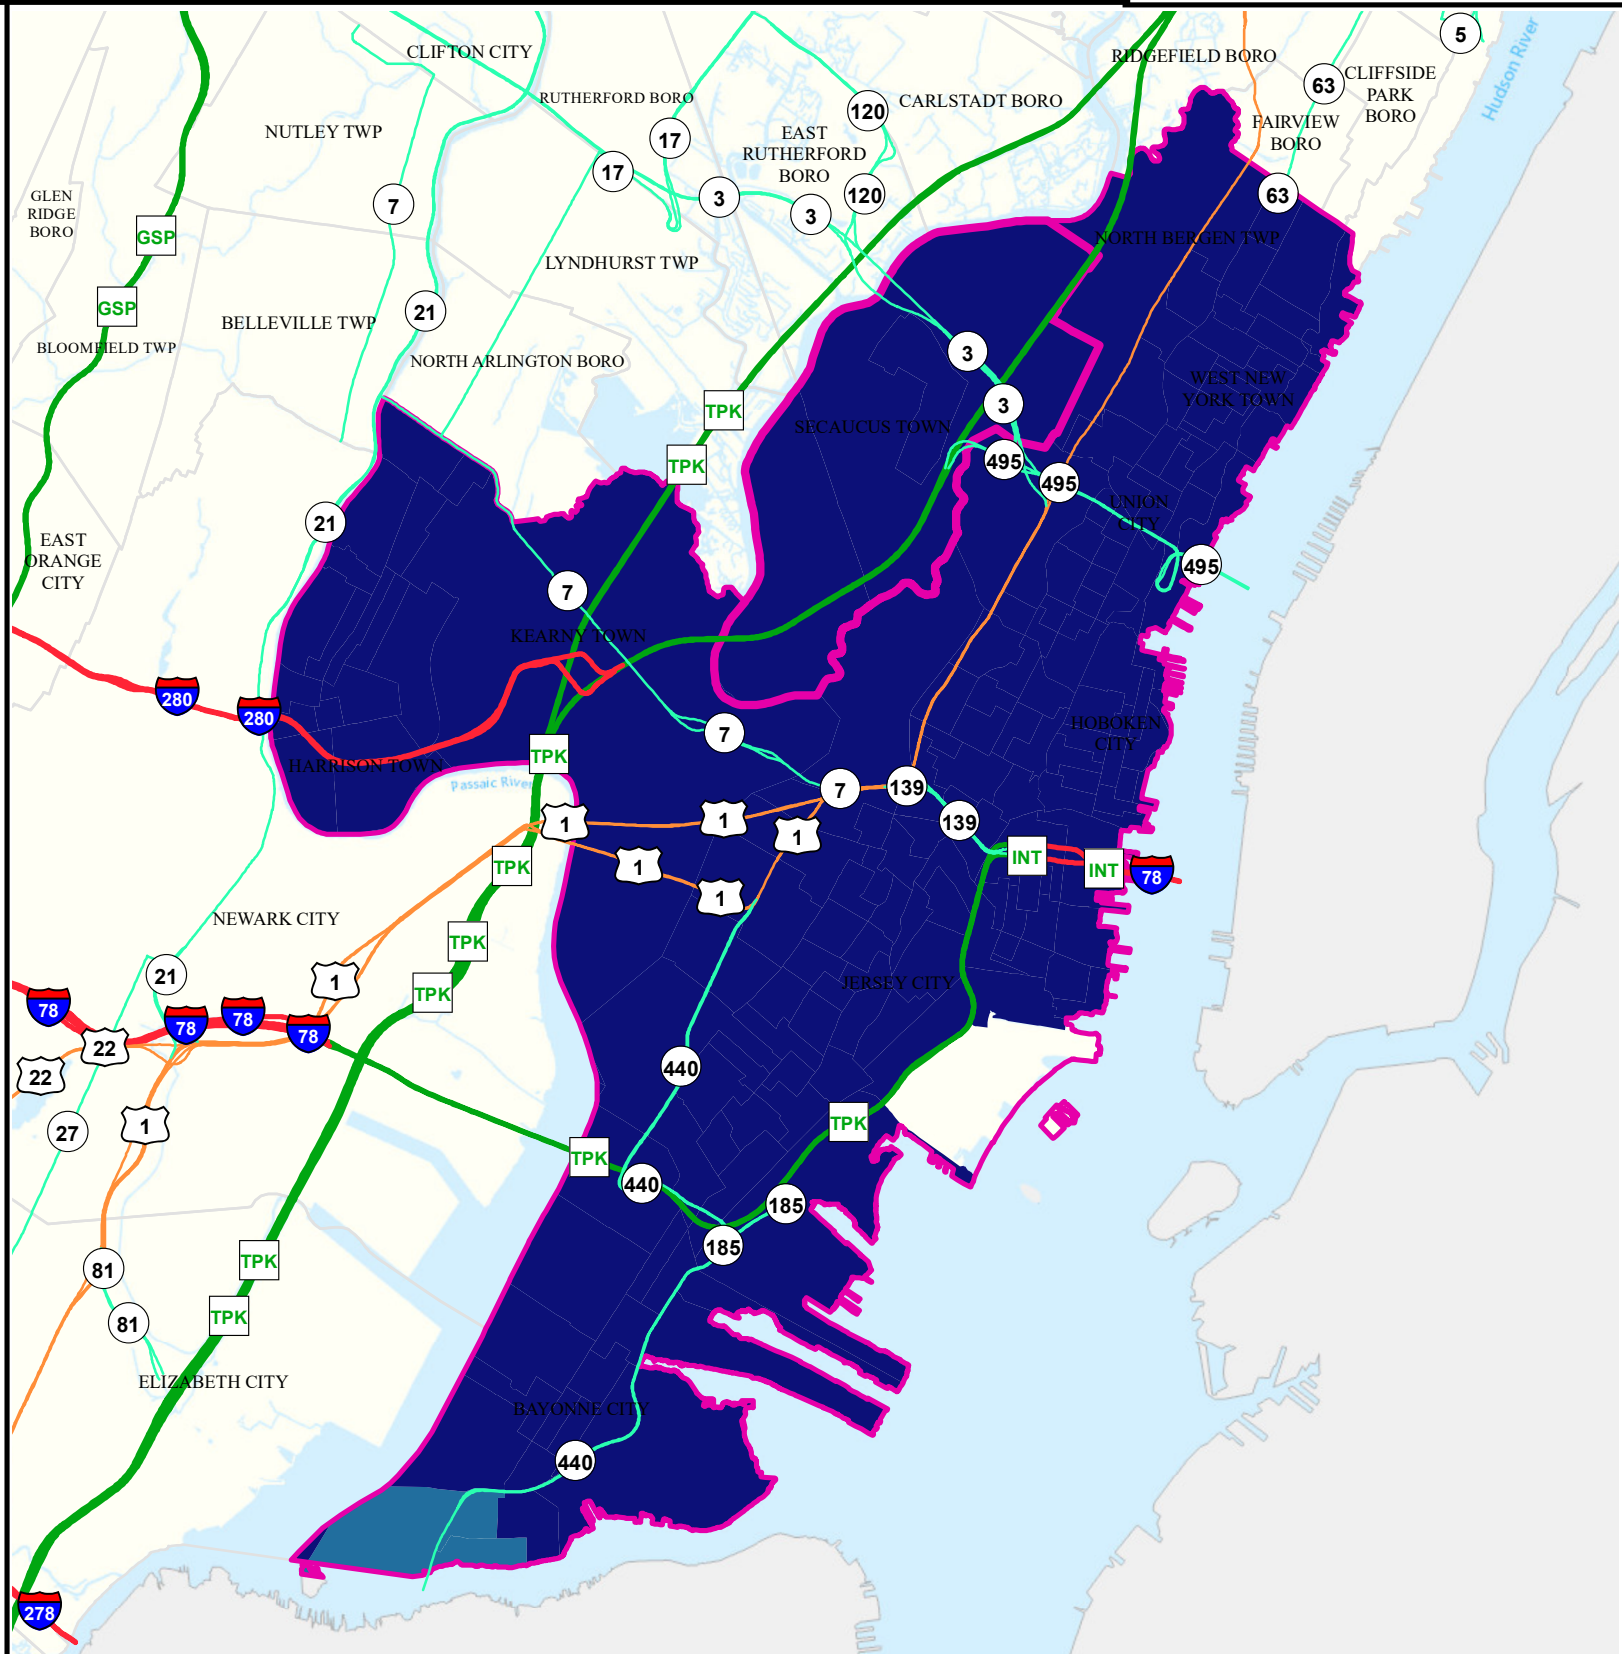 5
RIDGEFIELD BORO
Hudson River
CLIFTON CITY
63
CLIFFSIDE
PARK
BORO
RUTHERFORD BORO
120
CARLSTADT BORO
NUTLEY TWP
17
EAST
RUTHERFORD
BORO
FAIRVIEW
BORO
17
GLEN
RIDGE
BORO
7
3
120
3
63
GSP
NORTH BERGEN TWP
LYNDHURST TWP
GSP
21
BELLEVILLE TWP
BLOOMFIELD TWP
NORTH ARLINGTON BORO
3
WEST NEW
YORK TOWN
TPK
3
SECAUCUS TOWN
TPK
495
495
UNION
CITY
21
EAST
ORANGE
CITY
495
7
KEARNY TOWN
280
280
HOBOKEN
CITY
7
TPK
HARRISON TOWN
Passaic River
7
139
1
1
1
139
1
TPK
INT
INT
78
1
NEWARK CITY
TPK
21
1
TPK
JERSEY CITY
78
78
78
78
22
22
440
1
27
TPK
TPK
440
185
185
TPK
81
TPK
81
ELIZABETH CITY
BAYONNE CITY
440
278